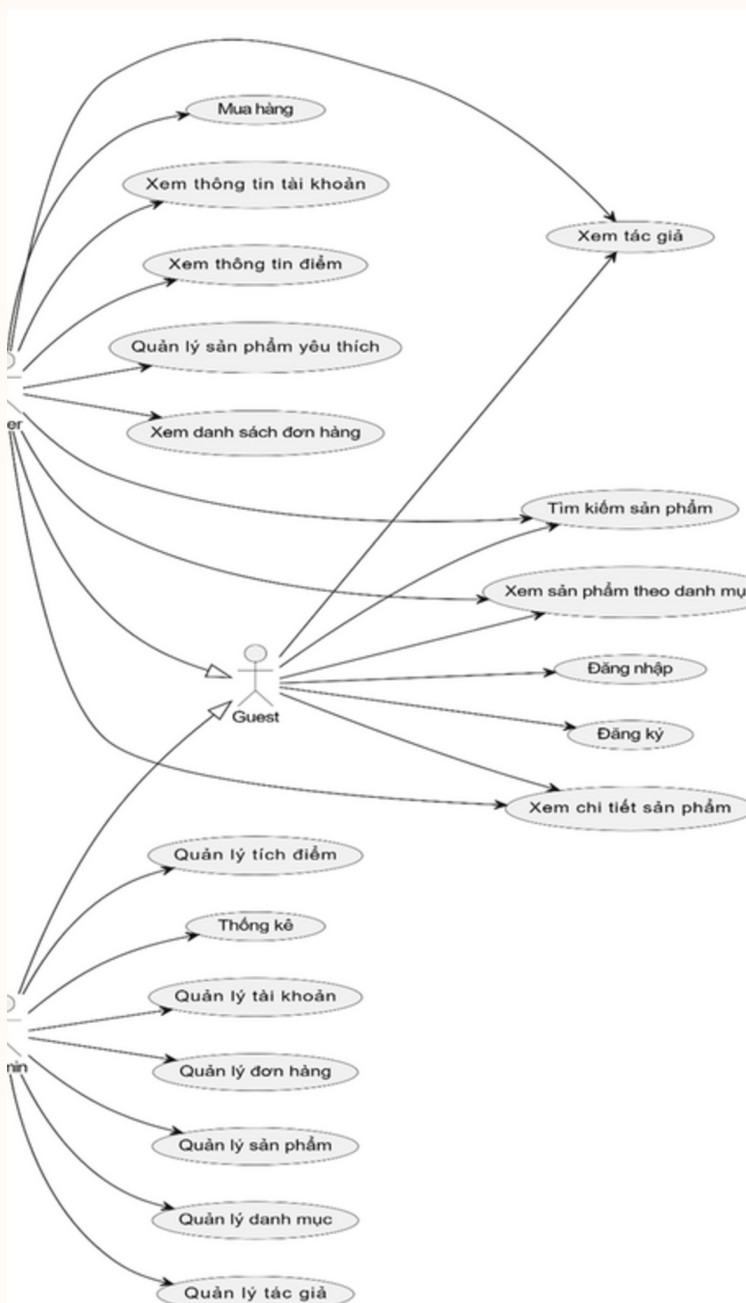 Mua hàng
Xem thông tin tài khoản
Xem tác giả
Xem thông tin điểm
Quản lý sản phẩm yêu thích
er
Xem danh sách đơn hàng
Tìm kiếm sản phẩm
Xem sản phẩm theo danh mụ
Đăng nhập
Guest
Đăng ký
Xem chi tiết sản phẩm
Quản lý tích điểm
Thống kê
Quản lý tài khoản
min
Quản lý đơn hàng
Quản lý sản phẩm
Quản lý danh mục
Quản lý tác giả